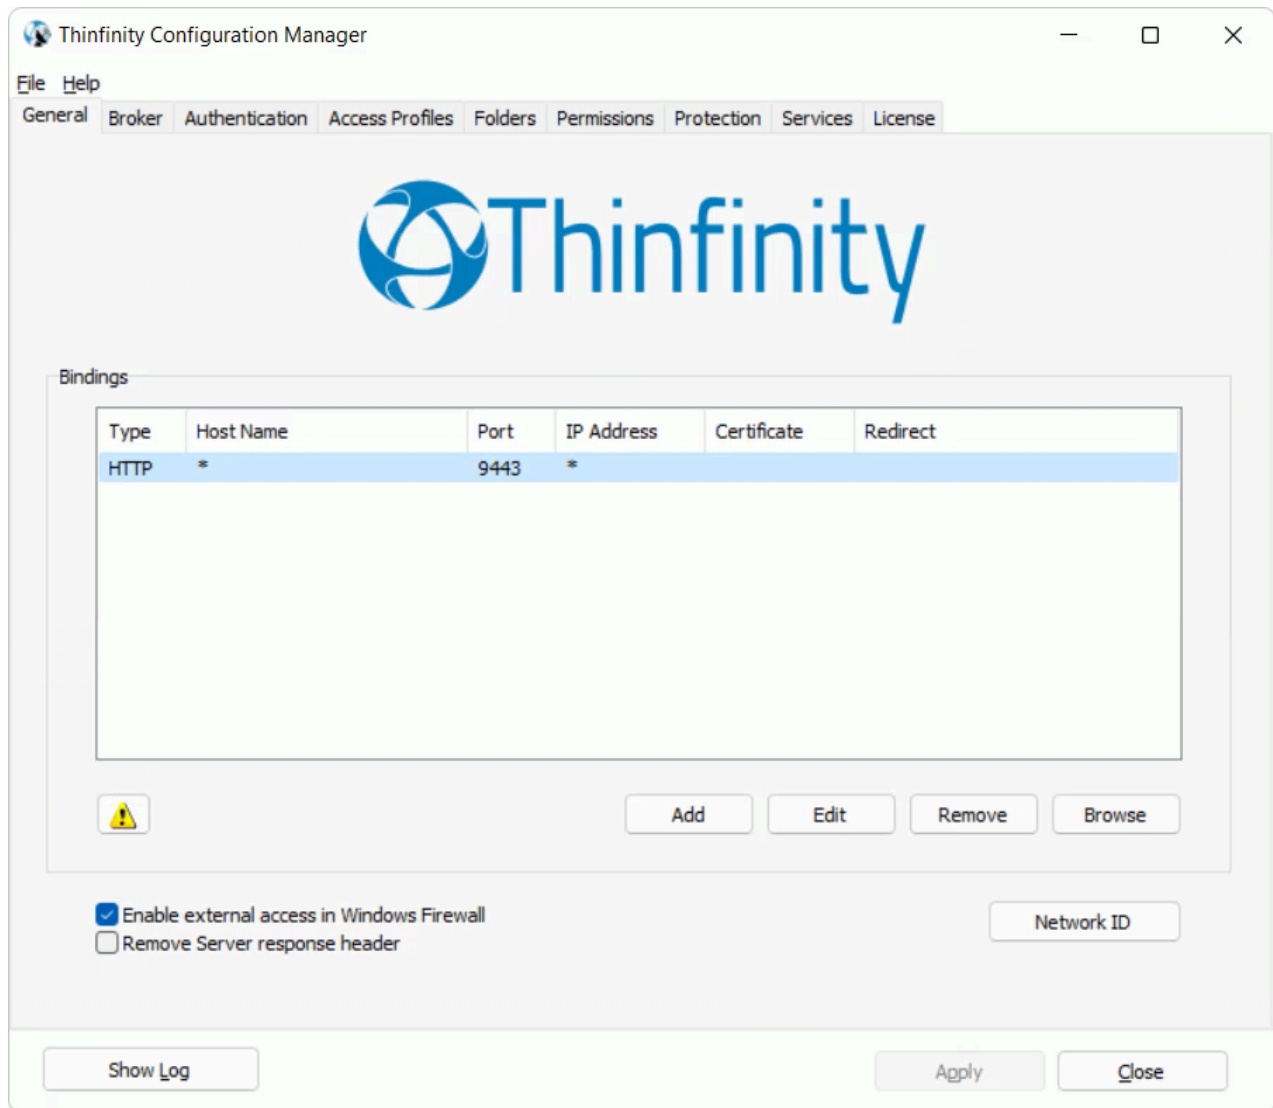 Thinfinity Configuration Manager
File Help
General Broker Authentication Access Profiles Folders Permissions Protection Services License
Thinfinity
Bindings
Type Host Name Port IP Address Certificate Redirect
HTTP * 9443 *
Add Edit Remove Browse
Enable external access in Windows Firewall
Network ID
Remove Server response header
Show Log Apply Close